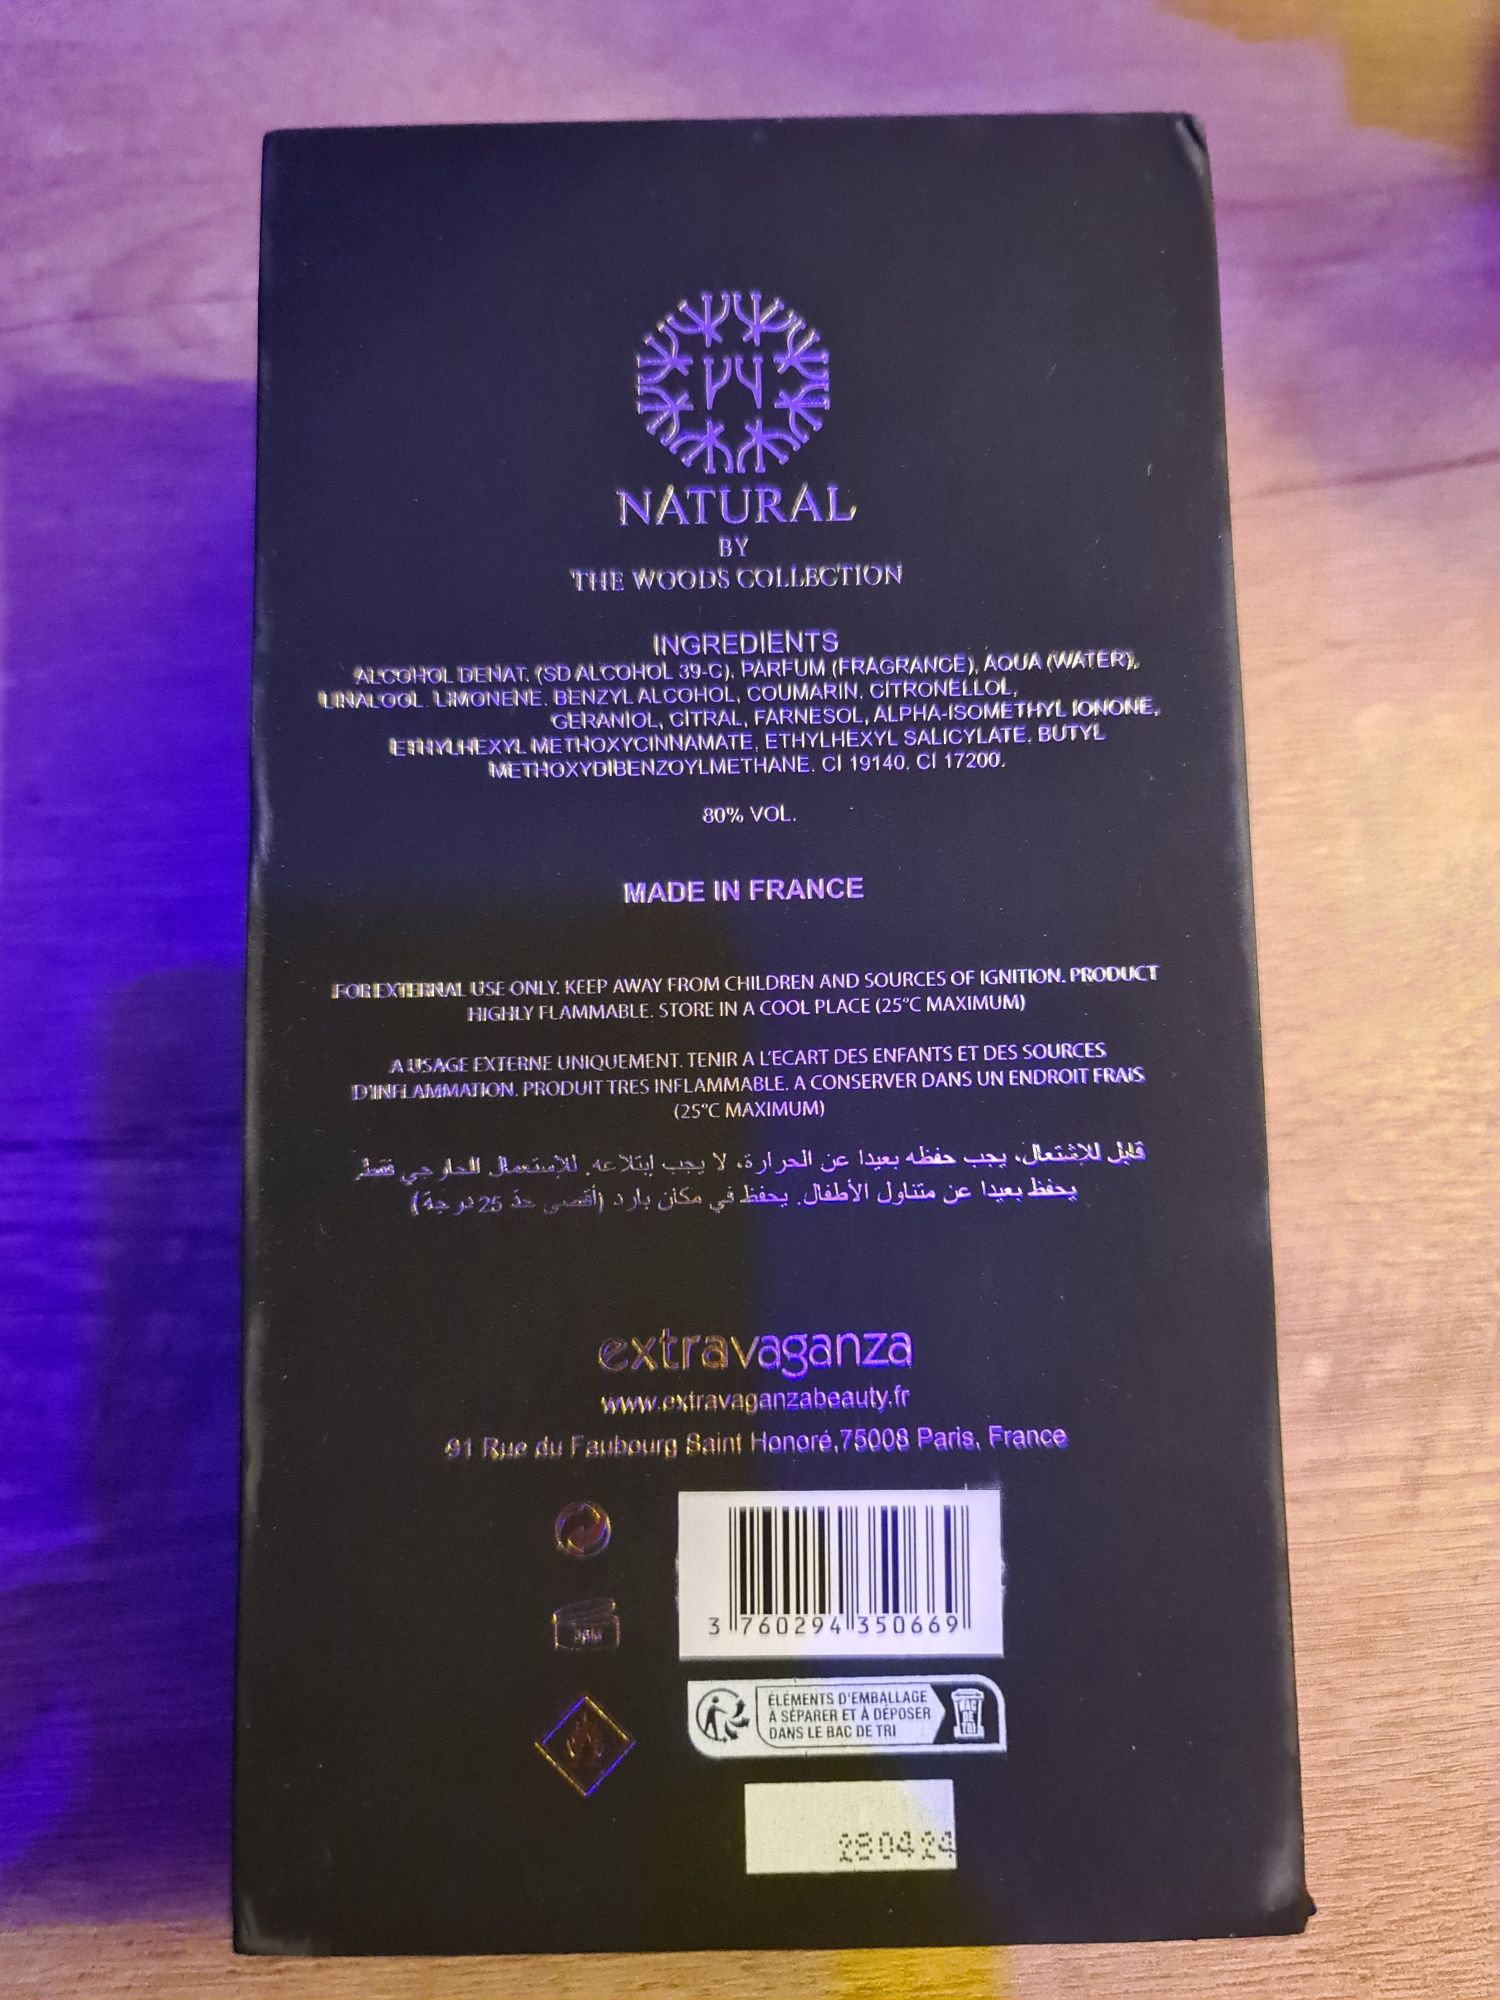 NATURAL
BY
THE WOODS COLLECTION
INGREDIENTS
ALCOHOL DENAT. (SD ALCOHOL 39-C), PARFUM (FRAGRANCE), AQUA (WATER),
LINALOOL, LIMONENE, BENZYL ALCOHOL, COUMARIN, CITRONELLOL,
GERANIOL, CITRAL, FARNESOL, ALPHA-ISOMETHYL IONONE,
ETHYLHEXYL METHOXYCINNAMATE, ETHYLHEXYL SALICYLATE, BUTYL
METHOXYDIBENZOYLMETHANE. CI 19140. CI 17200.
80% VOL.
MADE IN FRANCE
FOR EXTERNAL USE ONLY. KEEP AWAY FROM CHILDREN AND SOURCES OF IGNITION. PRODUCT
HIGHLY FLAMMABLE. STORE IN A COOL PLACE (25°C MAXIMUM)
A USAGE EXTERNE UNIQUEMENT. TENIR A L'ECART DES ENFANTS ET DES SOURCES
D'INFLAMMATION. PRODUIT TRES INFLAMMABLE. A CONSERVER DANS UN ENDROIT FRAIS
(25°C MAXIMUM)
قابل للإشتعال، يجب حفظه بعيدا عن الحرارة، لا يجب إبتلاعه. للإستعمال الخارجي فقط.
يحفظ بعيدا عن متناول الأطفال. يحفظ في مكان بارد (أقصى حدّ 25 درجة)
extravaganza
www.extravaganzabeauty.fr
91 Rue du Faubourg Saint Honoré,75008 Paris, France
3 760294 350669
36M
ÉLÉMENTS D'EMBALLAGE
À SÉPARER ET À DÉPOSER
DANS LE BAC DE TRI
BAC
DE
TRI
280424